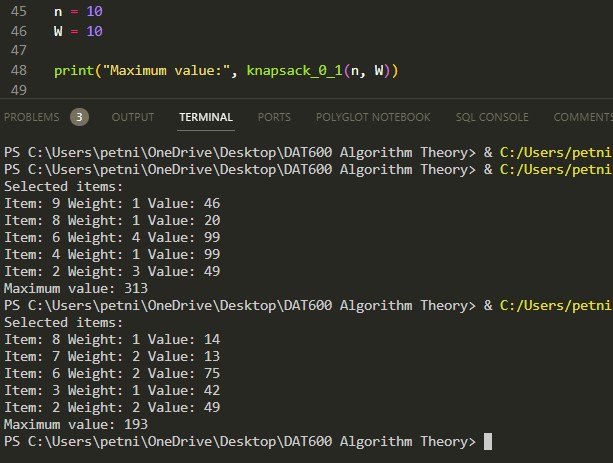 45 n = 10
46 W = 10
47
48 print("Maximum value:", knapsack_0_1(n, W))
49
PROBLEMS 3 OUTPUT TERMINAL PORTS POLYGLOT NOTEBOOK SQL CONSOLE COMMENTS
PS C:\Users\petni\OneDrive\Desktop\DAT600 Algorithm Theory> & C:/Users/petni
PS C:\Users\petni\OneDrive\Desktop\DAT600 Algorithm Theory> & C:/Users/petni
Selected items:
Item: 9 Weight: 1 Value: 46
Item: 8 Weight: 1 Value: 20
Item: 6 Weight: 4 Value: 99
Item: 4 Weight: 1 Value: 99
Item: 2 Weight: 3 Value: 49
Maximum value: 313
PS C:\Users\petni\OneDrive\Desktop\DAT600 Algorithm Theory> & C:/Users/petni
Selected items:
Item: 8 Weight: 1 Value: 14
Item: 7 Weight: 2 Value: 13
Item: 6 Weight: 2 Value: 75
Item: 3 Weight: 1 Value: 42
Item: 2 Weight: 2 Value: 49
Maximum value: 193
PS C:\Users\petni\OneDrive\Desktop\DAT600 Algorithm Theory>